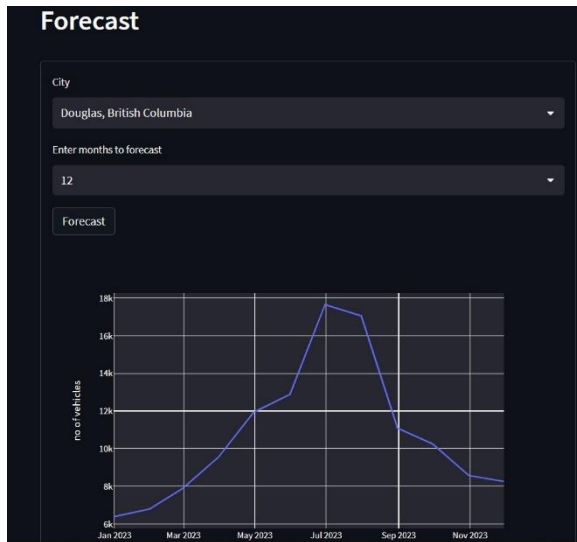 Forecast
City
Douglas, British Columbia
Enter months to forecast
12
Forecast
18k
16k
14k
12k
10k
8k
6k
no of vehicles
Jan 2023 Mar 2023 May 2023 Jul 2023 Sep 2023 Nov 2023